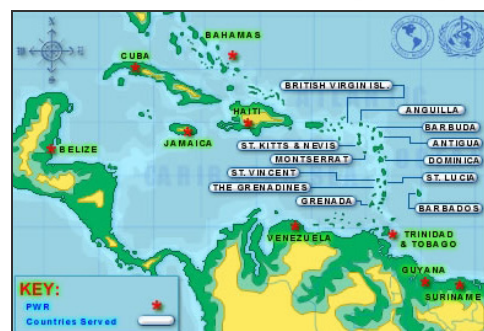 BAHAMAS
CUBA
BRITISH VIRGIN ISL.
ANGUILLA
HAITI
BARBUDA
JAMAICA
BELIZE
ST. KITTS & NEVIS
ANTIGUA
MONTSERRAT
DOMINICA
ST. VINCENT
ST. LUCIA
THE GRENADINES
GRENADA
BARBADOS
VENEZUELA
TRINIDAD
& TOBAGO
GUYANA
SURINAME
KEY:
PWR
Countries Served